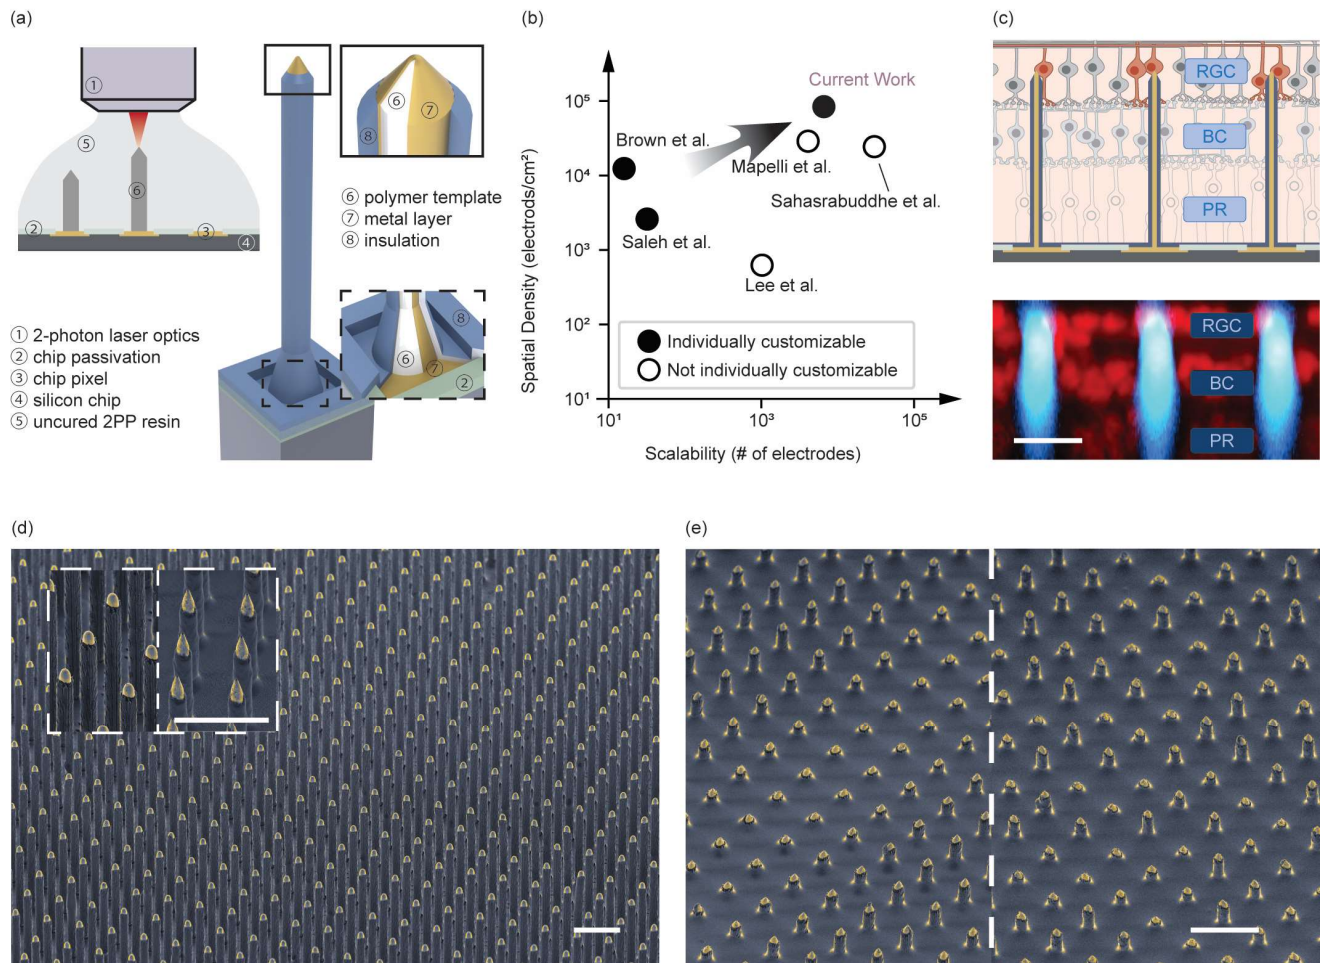 (a)
①
⑤
⑥
②
③
④
⑥
⑦
⑧
⑥ polymer template
⑦ metal layer
⑧ insulation
⑧
⑥
⑦
②
① 2-photon laser optics
② chip passivation
③ chip pixel
④ silicon chip
⑤ uncured 2PP resin
(b)
Spatial Density (electrods/cm²)
10⁵
10⁴
10³
10²
10¹
Current Work
Brown et al.
Mapelli et al.
Sahasrabuddhe et al.
Saleh et al.
Lee et al.
Individually customizable
Not individually customizable
10¹
10³
10⁵
Scalability (# of electrodes)
(c)
RGC
BC
PR
RGC
BC
PR
(d)
(e)